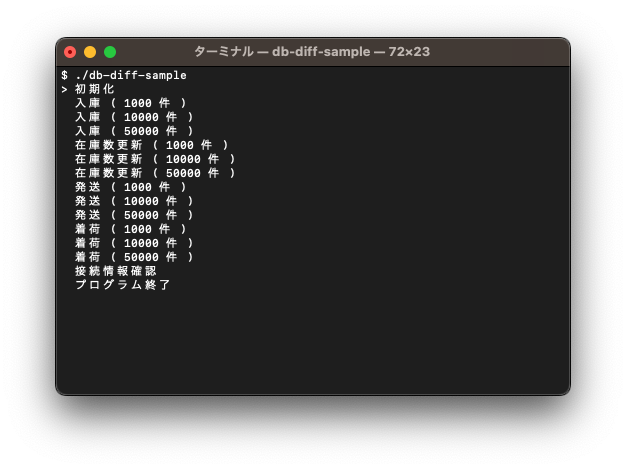 ターミナル — db-diff-sample — 72×23
$ ./db-diff-sample
> 初期化
入庫 ( 1000 件 )
入庫 ( 10000 件 )
入庫 ( 50000 件 )
在庫数更新 ( 1000 件 )
在庫数更新 ( 10000 件 )
在庫数更新 ( 50000 件 )
発送 ( 1000 件 )
発送 ( 10000 件 )
発送 ( 50000 件 )
着荷 ( 1000 件 )
着荷 ( 10000 件 )
着荷 ( 50000 件 )
接続情報確認
プログラム終了